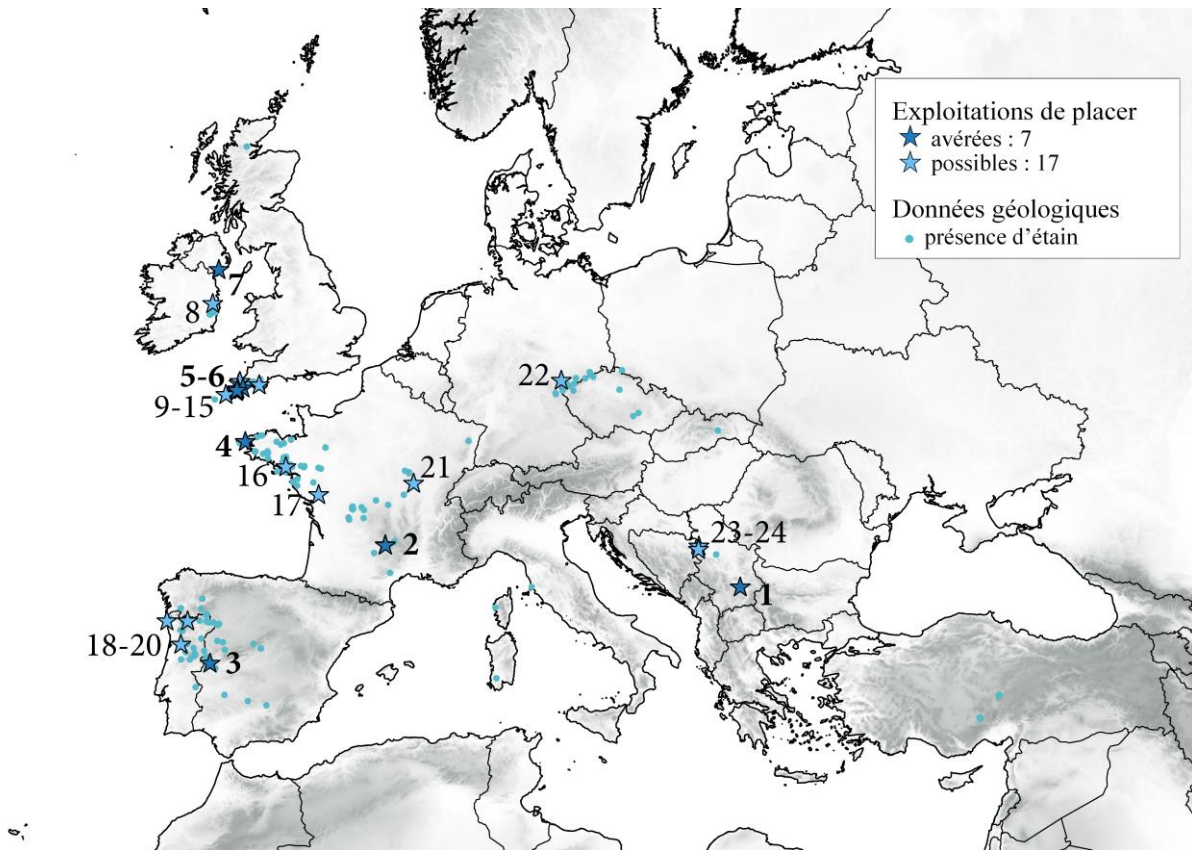 Exploitations de placer
avérées : 7
possibles : 17
Données géologiques
présence d'étain
7
8
5-6
9-15
22
4
16
21
17
2
23-24
1
18-20
3